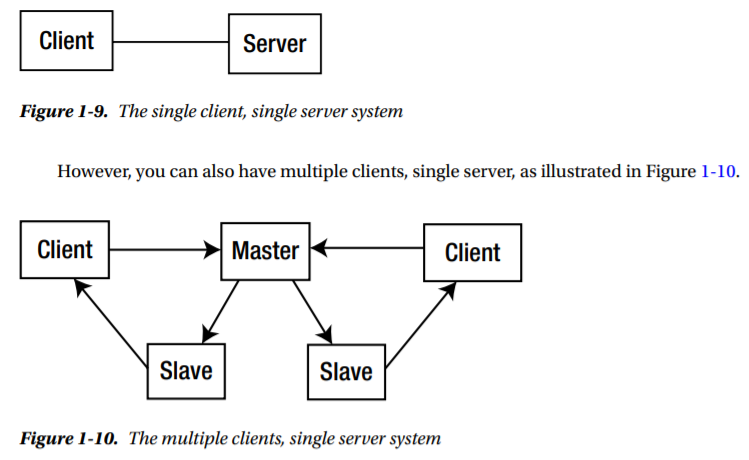 Client
Server
Figure 1-9. The single client, single server system
However, you can also have multiple clients, single server, as illustrated in Figure 1-10.
Client
Master
Client
Slave
Slave
Figure 1-10. The multiple clients, single server system